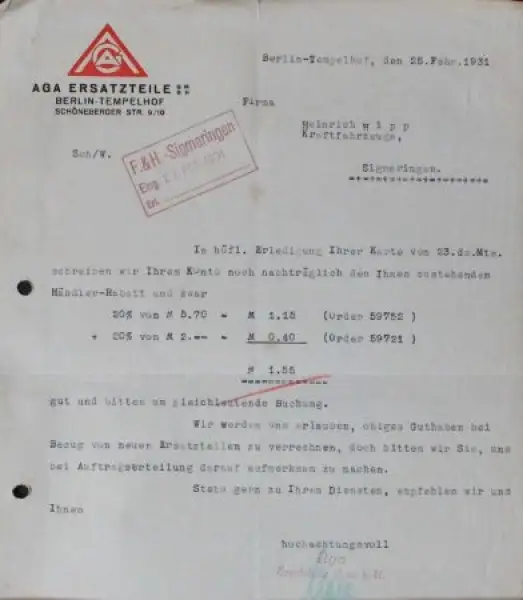 AGA
AGA ERSATZTEILE GM BH
BERLIN-TEMPELHOF
SCHÖNEBERGER STR. 9/10
Berlin-Tempelhof, den 25.Febr.1931
Firma
Heinrich
Kraftfahrzeuge,
Sigmaringen.
Sch/W.
F.& H.-Sigmaringen
Eing.
Erl.
In höfl. Erledigung Ihrer Karte vom 23.ds.Mts.
schreiben wir Ihrem Konto noch nachträglich den Ihnen zustehenden
Händler-Rabatt und zwar
20% von M 5.70 = M 1.15 (Order 59752 )
+ 20% von M 2.-- = M 0.40 (Order 59721 )
M 1.55
gut und bitten um gleichlautende Buchung.
Wir werden uns erlauben, obiges Guthaben bei
Bezug von neuen Ersatzteilen zu verrechnen, doch bitten wir Sie, uns
bei Auftragserteilung darauf aufmerksam zu machen.
Stets gern zu Ihren Diensten, empfehlen wir uns
Ihnen
hochachtungsvoll